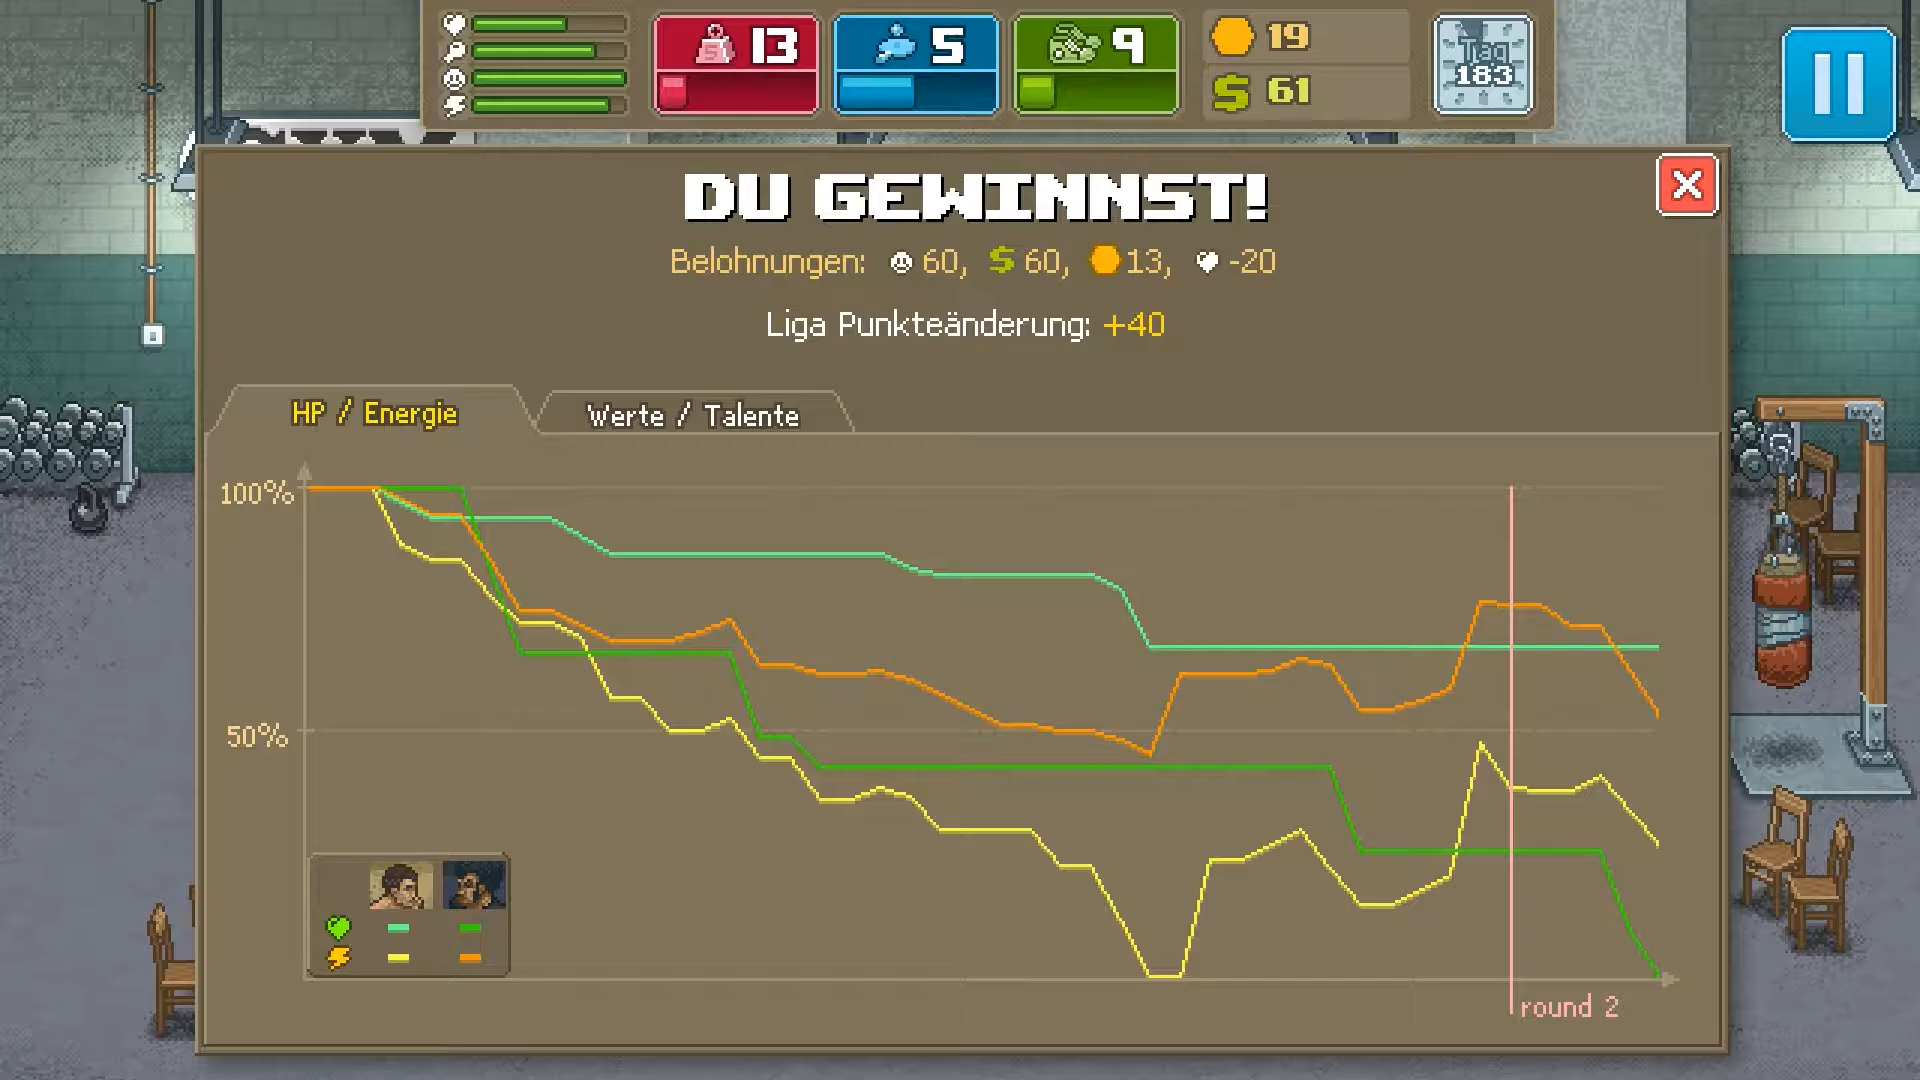 13
5
9
19
$ 61
Tag
183
DU GEWINNST!
Belohnungen: 60, $ 60, 13, -20
Liga Punkteänderung: +40
HP / Energie
Werte / Talente
100%
50%
round 2